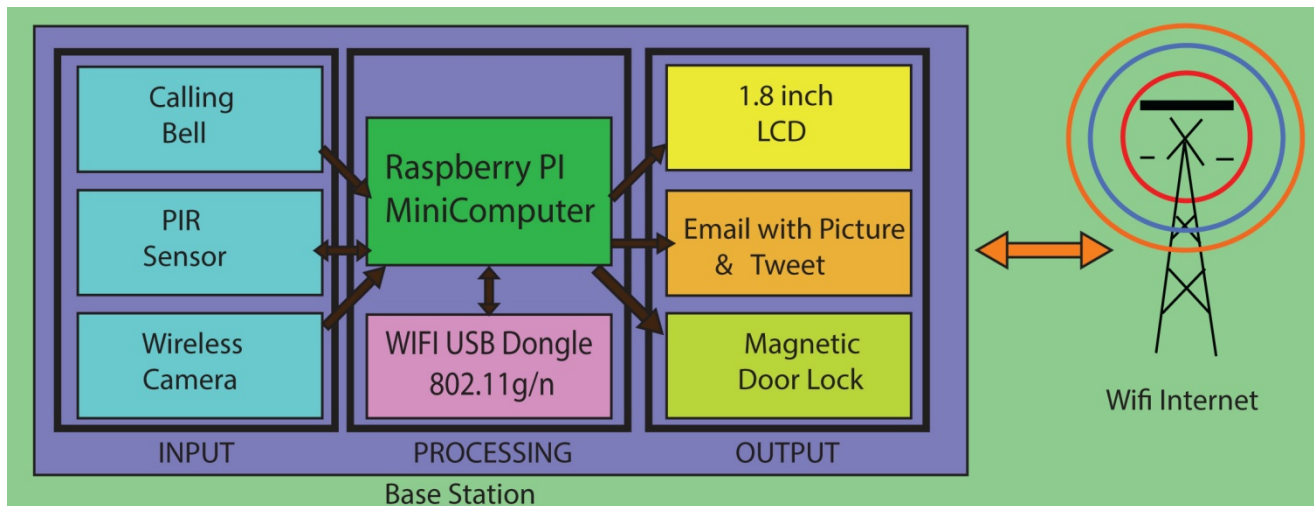 Calling
Bell
PIR
Sensor
Wireless
Camera
INPUT
Raspberry PI
MiniComputer
WIFI USB Dongle
802.11g/n
PROCESSING
1.8 inch
LCD
Email with Picture
& Tweet
Magnetic
Door Lock
OUTPUT
Base Station
Wifi Internet